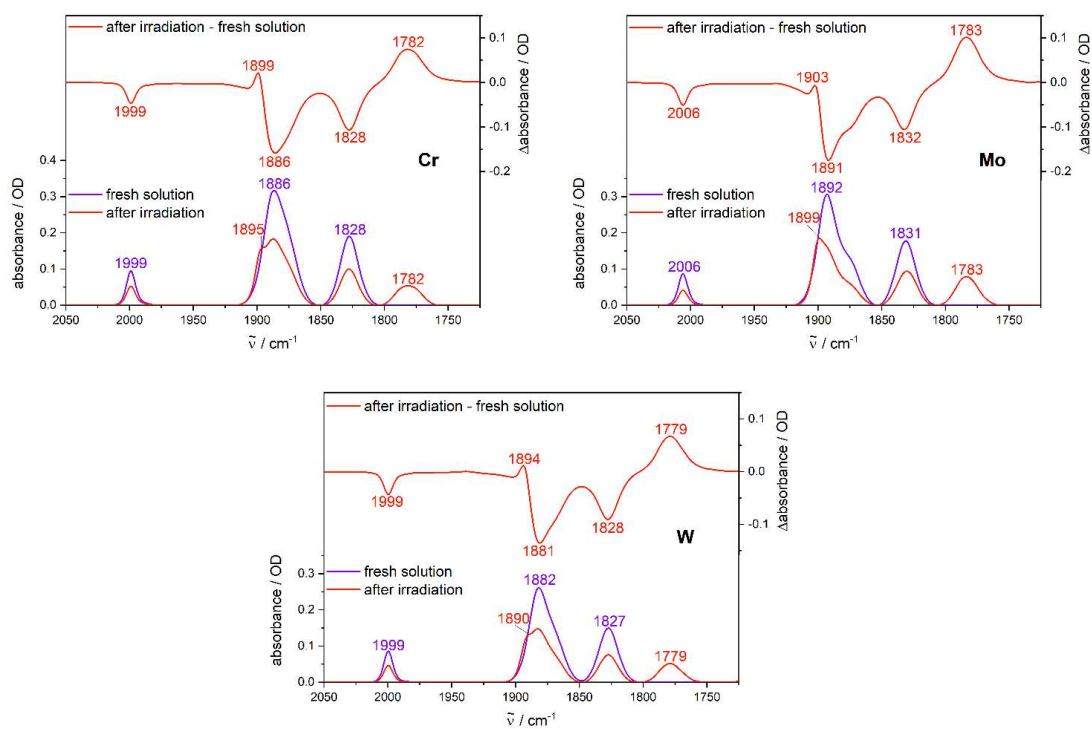 after irradiation - fresh solution
1782
0.1
1899
0.0
1999
1828
-0.1
1886
Cr
-0.2
Δabsorbance / OD
0.4
fresh solution
after irradiation
1886
0.3
1895
1828
0.2
1999
0.1
1782
0.0
absorbance / OD
2050 2000 1950 1900 1850 1800 1750
ṽ / cm-1
after irradiation - fresh solution
1783
0.1
1903
0.0
2006
1832
-0.1
1891
Mo
-0.2
Δabsorbance / OD
0.4
fresh solution
after irradiation
1892
0.3
1899
1831
0.2
2006
0.1
1783
0.0
absorbance / OD
2050 2000 1950 1900 1850 1800 1750
ṽ / cm-1
after irradiation - fresh solution
0.1
1779
1894
0.0
1999
1828
-0.1
1881
W
Δabsorbance / OD
fresh solution
after irradiation
0.3
1882
1890
1827
0.2
1999
0.1
1779
0.0
absorbance / OD
2050 2000 1950 1900 1850 1800 1750
ṽ / cm-1